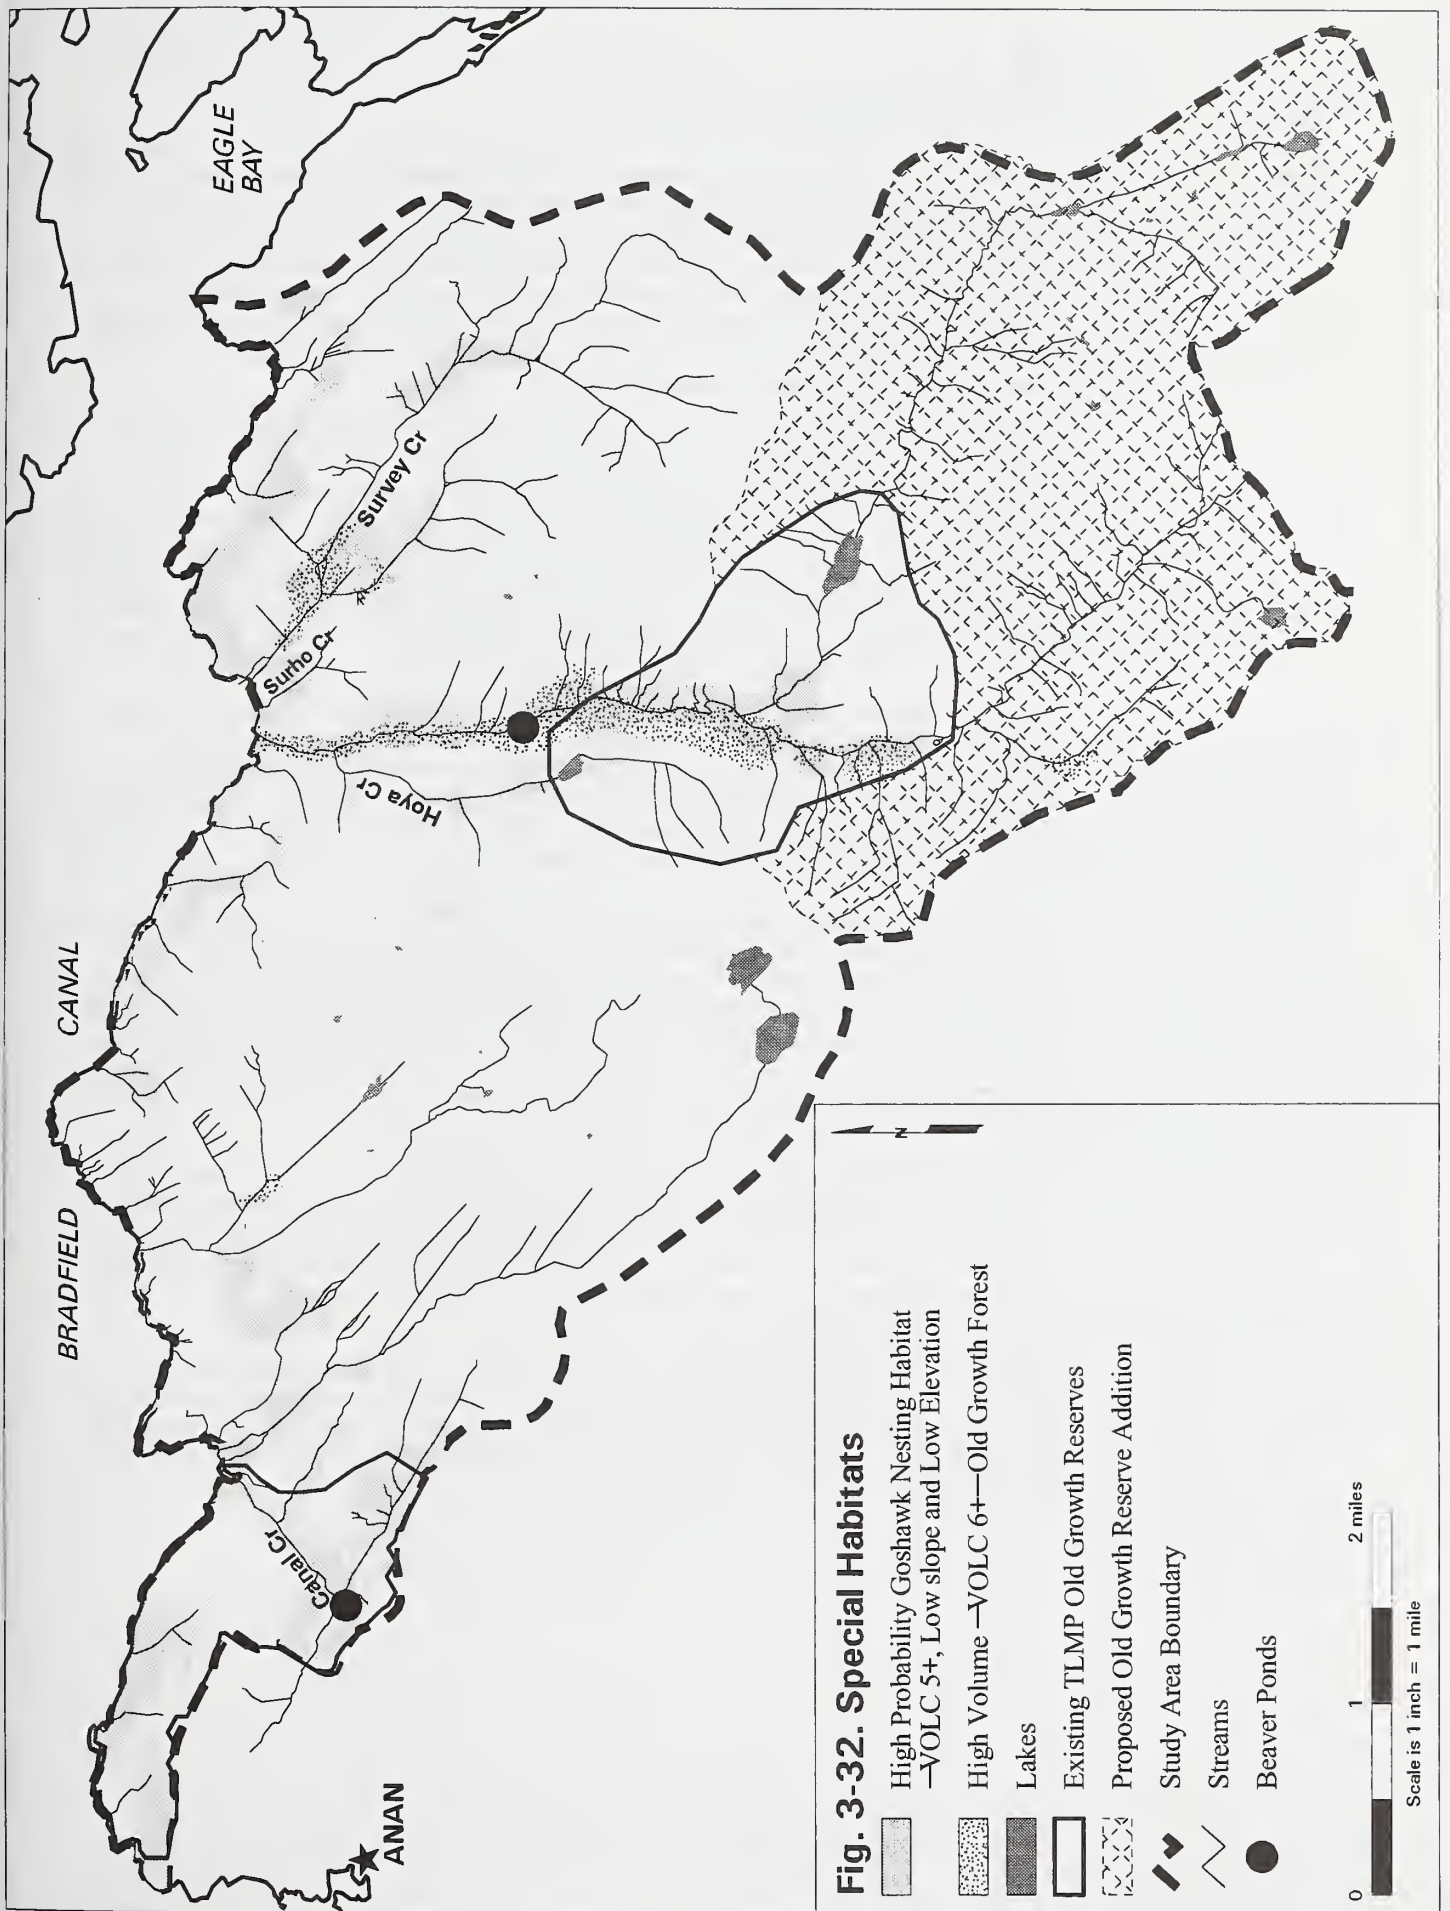 BRADFIELD
CANAL
EAGLE
BAY
Survey Cr
Surho Cr
Hoya Cr
Canal Cr
ANAN
Fig. 3-32. Special Habitats
High Probability Goshawk Nesting Habitat
—VOLC 5+, Low slope and Low Elevation
High Volume —VOLC 6+—Old Growth Forest
Lakes
Existing TLMP Old Growth Reserves
Proposed Old Growth Reserve Addition
Study Area Boundary
Streams
Beaver Ponds
N
0
1
2 miles
Scale is 1 inch = 1 mile